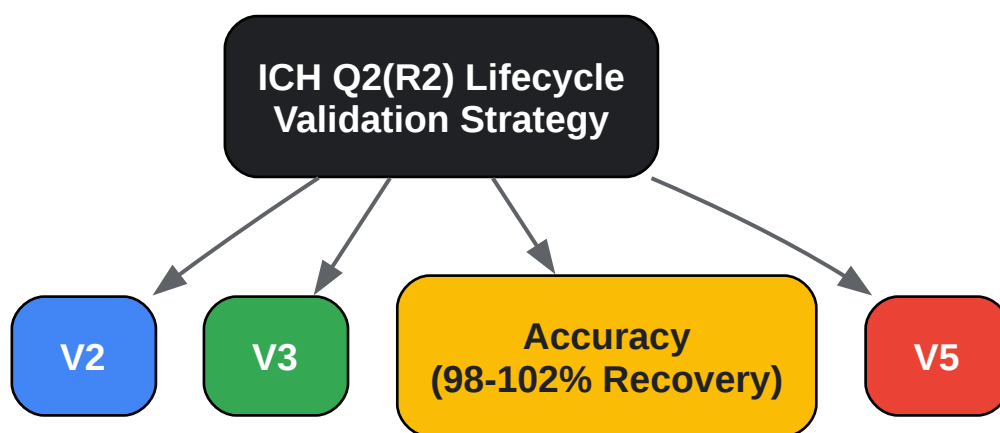 ICH Q2(R2) Lifecycle
Validation Strategy
V2
V3
Accuracy
(98-102% Recovery)
V5